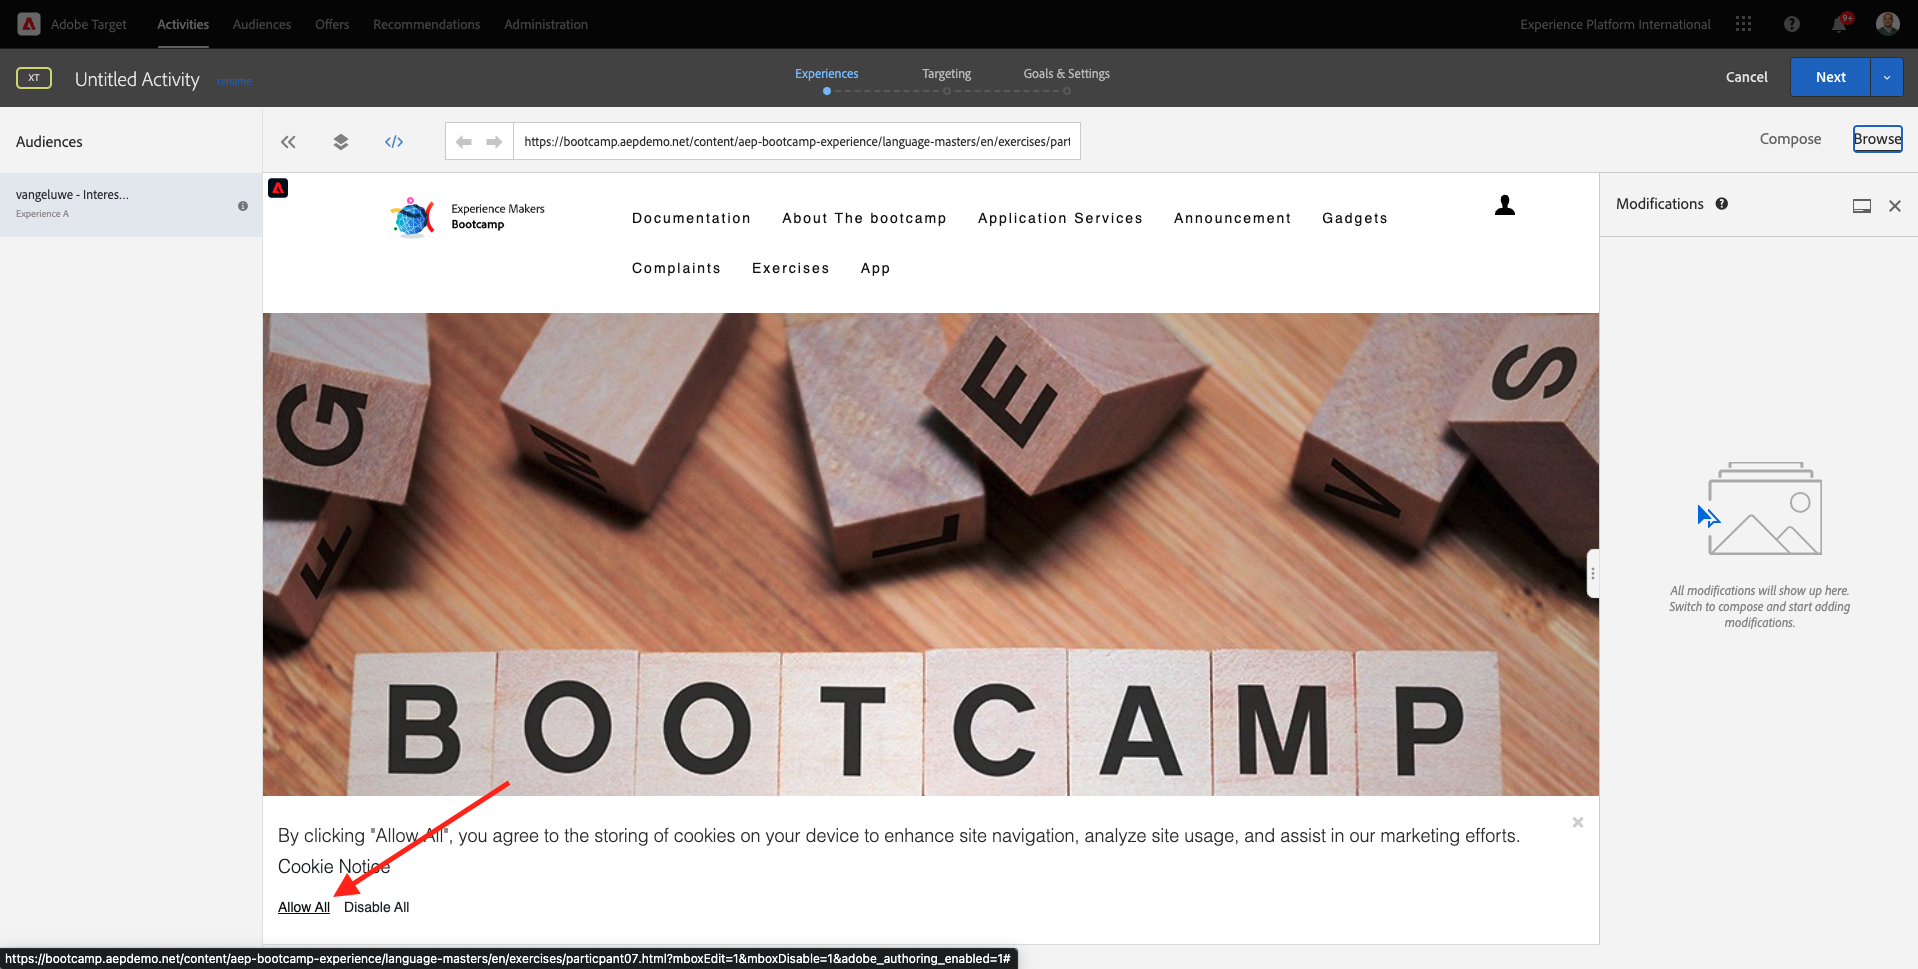 Adobe Target
Activities
Audiences
Offers
Recommendations
Administration
Experience Platform International
9+
XT
Untitled Activity
rename
Experiences
Targeting
Goals & Settings
Cancel
Next
Audiences
https://bootcamp.aepdemo.net/content/aep-bootcamp-experience/language-masters/en/exercises/part
Compose
Browse
vangeluwe - Interes...
Experience A
Experience Makers
Bootcamp
Documentation
About The bootcamp
Application Services
Announcement
Gadgets
Complaints
Exercises
App
Modifications
G
M
E
L
V
S
F
BOOTCAMP
All modifications will show up here.
Switch to compose and start adding
modifications.
By clicking "Allow All", you agree to the storing of cookies on your device to enhance site navigation, analyze site usage, and assist in our marketing efforts.
Cookie Notice
Allow All
Disable All
https://bootcamp.aepdemo.net/content/aep-bootcamp-experience/language-masters/en/exercises/particpant07.html?mboxEdit=1&mboxDisable=1&adobe_authoring_enabled=1#